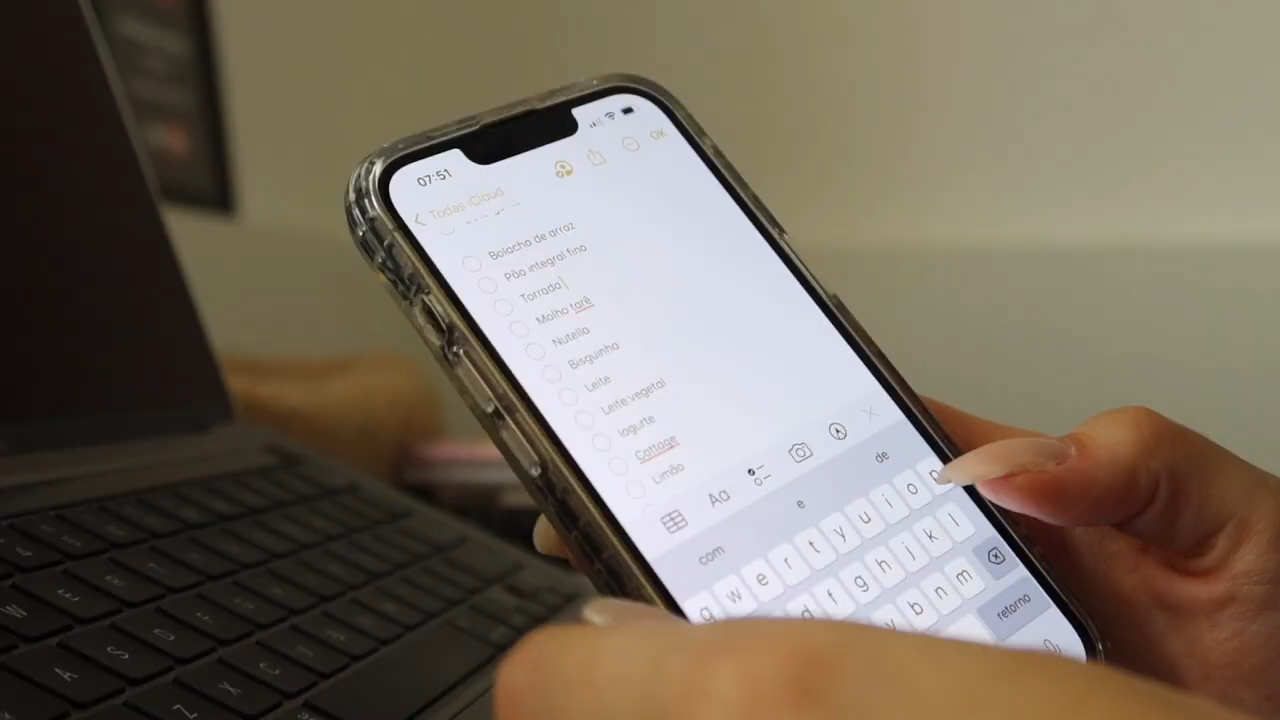 07:51
OK
Todas iCloud
Bolacha de arroz
Pão integral fino
Torrada
Molho tarê
Nutella
Bisguinha
Leite
Leite vegetal
Iogurte
Cottage
Limão
Aa
com e de
q w e r t y u i o p
d f g h j k l
v b n m
retorno